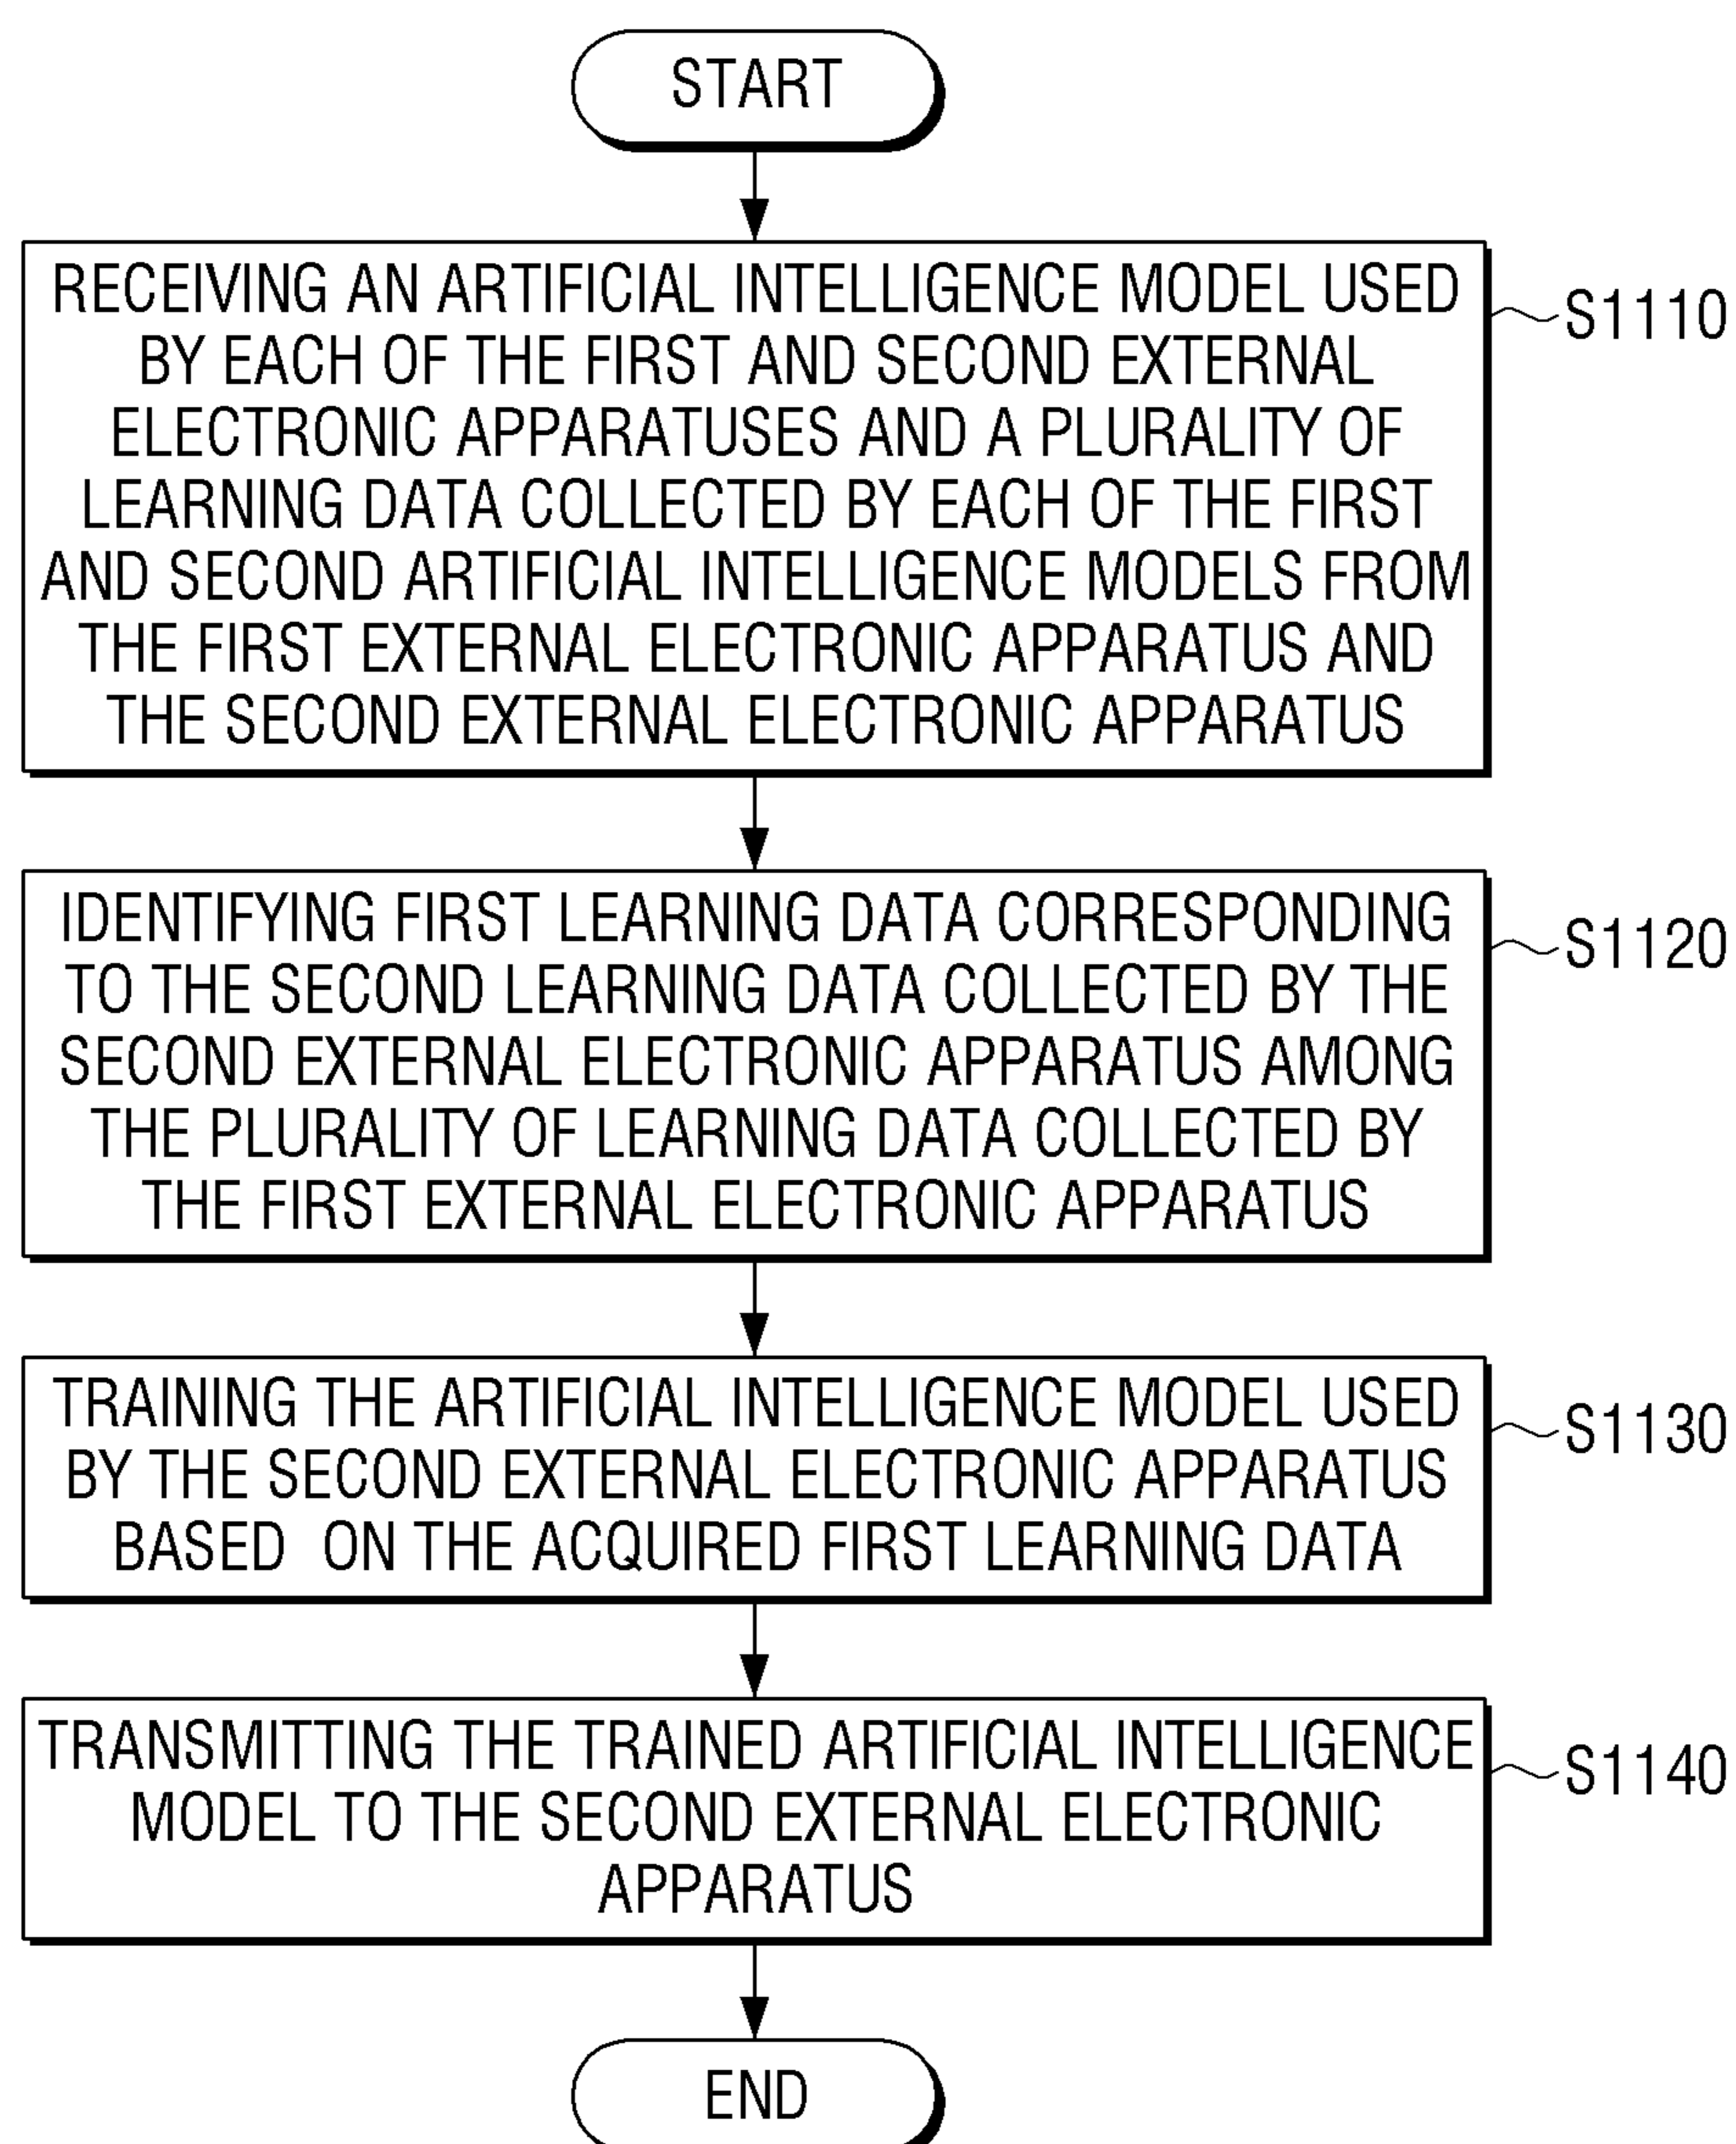 START
RECEIVING AN ARTIFICIAL INTELLIGENCE MODEL USED
BY EACH OF THE FIRST AND SECOND EXTERNAL
ELECTRONIC APPARATUSES AND A PLURALITY OF
LEARNING DATA COLLECTED BY EACH OF THE FIRST
AND SECOND ARTIFICIAL INTELLIGENCE MODELS FROM
THE FIRST EXTERNAL ELECTRONIC APPARATUS AND
THE SECOND EXTERNAL ELECTRONIC APPARATUS
S1110
IDENTIFYING FIRST LEARNING DATA CORRESPONDING
TO THE SECOND LEARNING DATA COLLECTED BY THE
SECOND EXTERNAL ELECTRONIC APPARATUS AMONG
THE PLURALITY OF LEARNING DATA COLLECTED BY
THE FIRST EXTERNAL ELECTRONIC APPARATUS
S1120
TRAINING THE ARTIFICIAL INTELLIGENCE MODEL USED
BY THE SECOND EXTERNAL ELECTRONIC APPARATUS
BASED  ON THE ACQUIRED FIRST LEARNING DATA
S1130
TRANSMITTING THE TRAINED ARTIFICIAL INTELLIGENCE
MODEL TO THE SECOND EXTERNAL ELECTRONIC
APPARATUS
S1140
END